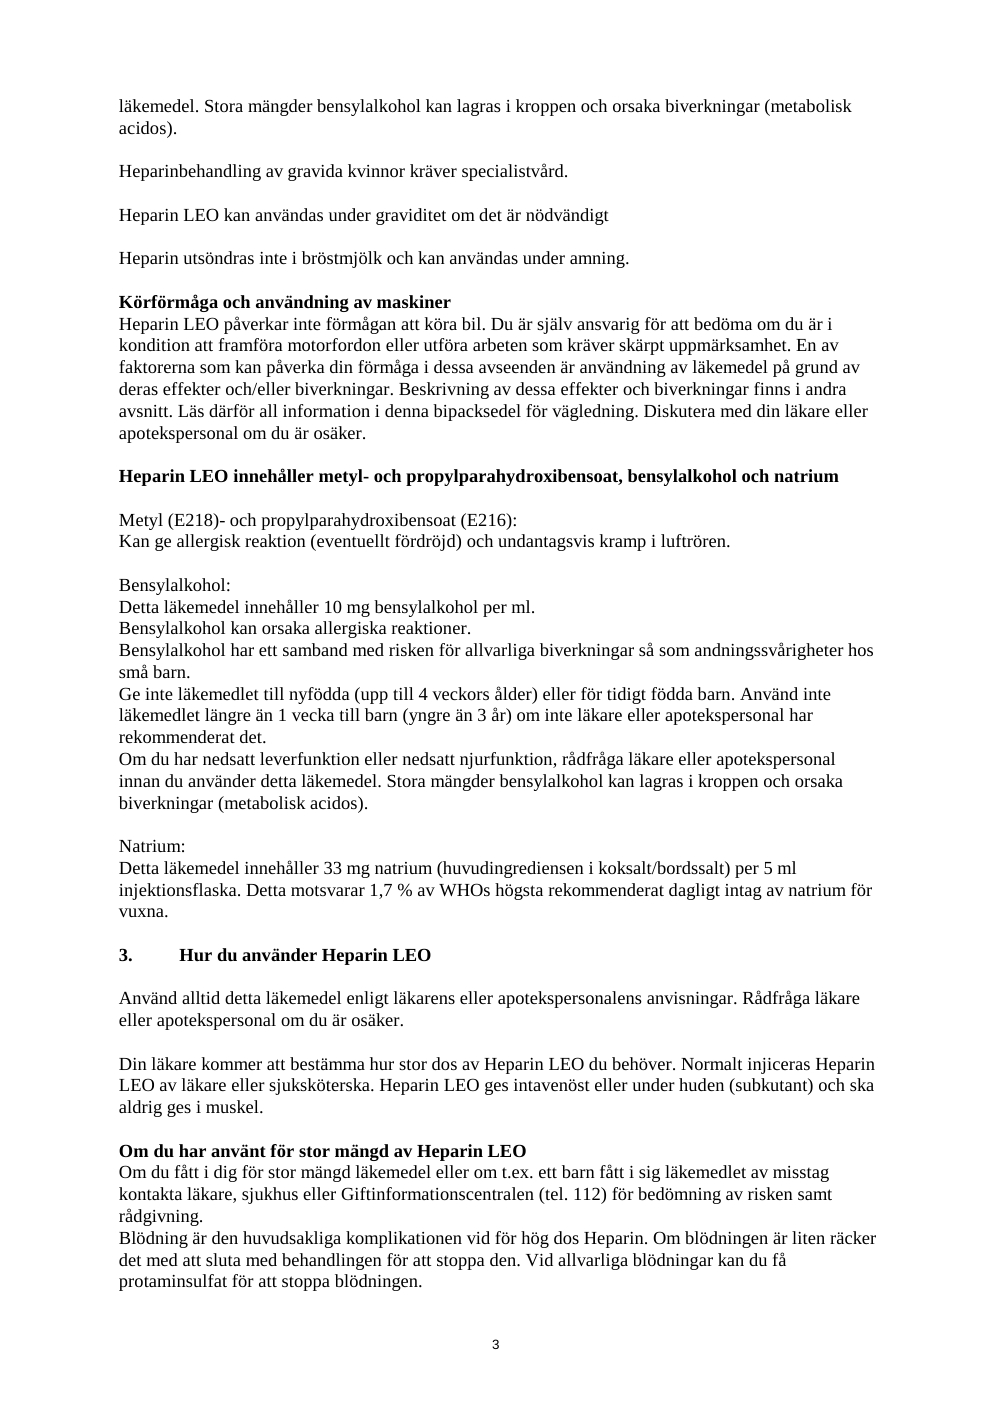 läkemedel. Stora mängder bensylalkohol kan lagras i kroppen och orsaka biverkningar (metabolisk
acidos).
Heparinbehandling av gravida kvinnor kräver specialistvård.
Heparin LEO kan användas under graviditet om det är nödvändigt
Heparin utsöndras inte i bröstmjölk och kan användas under amning.
Körförmåga och användning av maskiner
Heparin LEO påverkar inte förmågan att köra bil. Du är själv ansvarig för att bedöma om du är i
kondition att framföra motorfordon eller utföra arbeten som kräver skärpt uppmärksamhet. En av
faktorerna som kan påverka din förmåga i dessa avseenden är användning av läkemedel på grund av
deras effekter och/eller biverkningar. Beskrivning av dessa effekter och biverkningar finns i andra
avsnitt. Läs därför all information i denna bipacksedel för vägledning. Diskutera med din läkare eller
apotekspersonal om du är osäker.
Heparin LEO innehåller metyl- och propylparahydroxibensoat, bensylalkohol och natrium
Metyl (E218)- och propylparahydroxibensoat (E216):
Kan ge allergisk reaktion (eventuellt fördröjd) och undantagsvis kramp i luftrören.
Bensylalkohol:
Detta läkemedel innehåller 10 mg bensylalkohol per ml.
Bensylalkohol kan orsaka allergiska reaktioner.
Bensylalkohol har ett samband med risken för allvarliga biverkningar så som andningssvårigheter hos
små barn.
Ge inte läkemedlet till nyfödda (upp till 4 veckors ålder) eller för tidigt födda barn. Använd inte
läkemedlet längre än 1 vecka till barn (yngre än 3 år) om inte läkare eller apotekspersonal har
rekommenderat det.
Om du har nedsatt leverfunktion eller nedsatt njurfunktion, rådfråga läkare eller apotekspersonal
innan du använder detta läkemedel. Stora mängder bensylalkohol kan lagras i kroppen och orsaka
biverkningar (metabolisk acidos).
Natrium:
Detta läkemedel innehåller 33 mg natrium (huvudingrediensen i koksalt/bordssalt) per 5 ml
injektionsflaska. Detta motsvarar 1,7 % av WHOs högsta rekommenderat dagligt intag av natrium för
vuxna.
3. Hur du använder Heparin LEO
Använd alltid detta läkemedel enligt läkarens eller apotekspersonalens anvisningar. Rådfråga läkare
eller apotekspersonal om du är osäker.
Din läkare kommer att bestämma hur stor dos av Heparin LEO du behöver. Normalt injiceras Heparin
LEO av läkare eller sjuksköterska. Heparin LEO ges intavenöst eller under huden (subkutant) och ska
aldrig ges i muskel.
Om du har använt för stor mängd av Heparin LEO
Om du fått i dig för stor mängd läkemedel eller om t.ex. ett barn fått i sig läkemedlet av misstag
kontakta läkare, sjukhus eller Giftinformationscentralen (tel. 112) för bedömning av risken samt
rådgivning.
Blödning är den huvudsakliga komplikationen vid för hög dos Heparin. Om blödningen är liten räcker
det med att sluta med behandlingen för att stoppa den. Vid allvarliga blödningar kan du få
protaminsulfat för att stoppa blödningen.
3